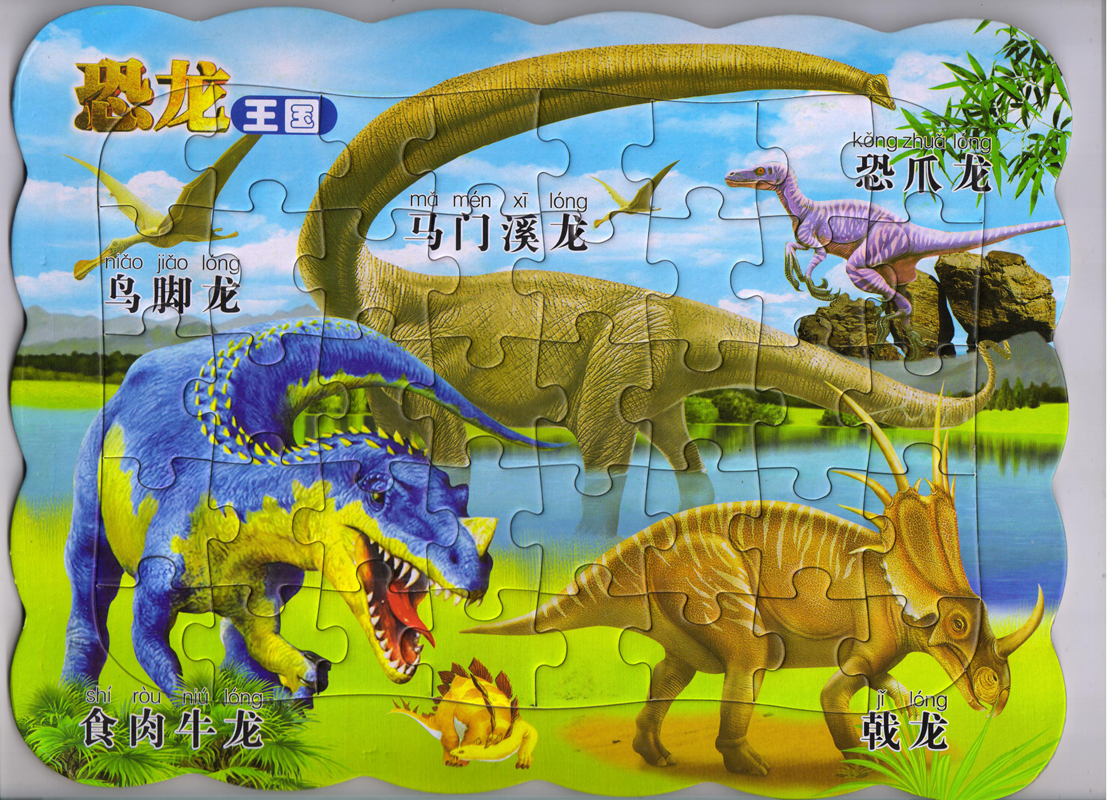 恐龙王国
kǒng zhuǎ lóng
恐爪龙
mǎ mén xī lóng
马门溪龙
niǎo jiǎo lóng
鸟脚龙
shí ròu niú lóng
食肉牛龙
jǐ lóng
戟龙